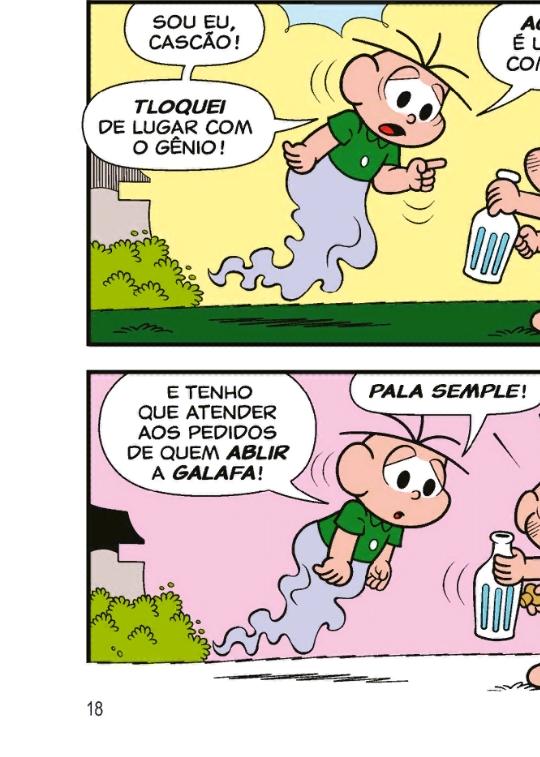 SOU EU,
CASCÃO!
TLOQUEI
DE LUGAR COM
O GÊNIO!
É
E TENHO
QUE ATENDER
AOS PEDIDOS
DE QUEM ABLIR
A GALAFA!
PALA SEMPLE!
18